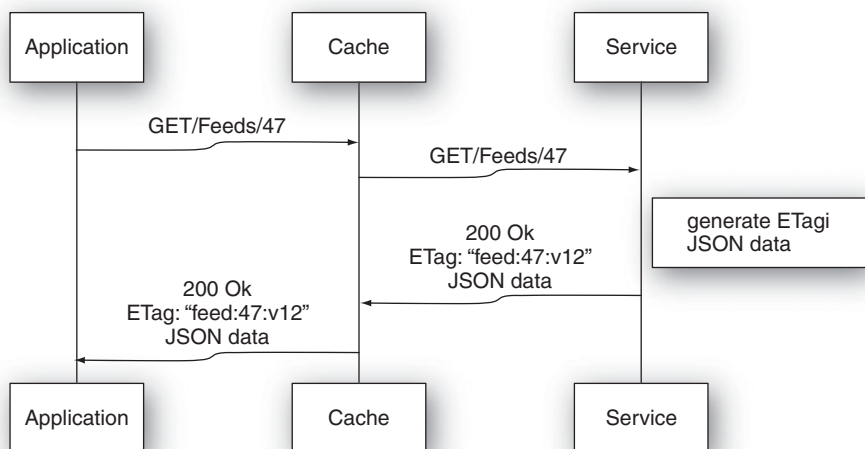 Application
Cache
Service
GET/Feeds/47
GET/Feeds/47
generate ETagi
JSON data
200 Ok
ETag: “feed:47:v12”
JSON data
200 Ok
ETag: “feed:47:v12”
JSON data
Application
Cache
Service